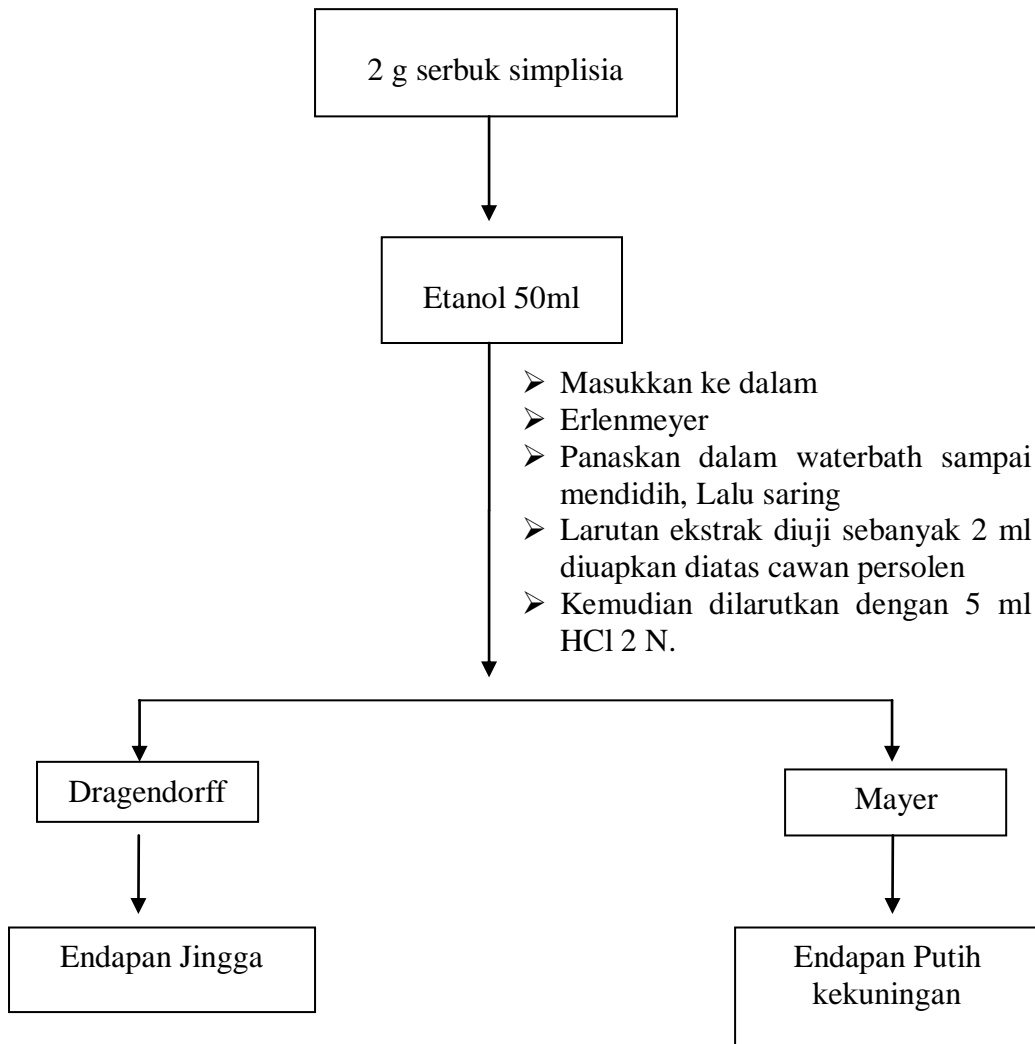 2 g serbuk simplisia
Etanol 50ml
➢ Masukkan ke dalam
➢ Erlenmeyer
➢ Panaskan dalam waterbath sampai
mendidih, Lalu saring
➢ Larutan ekstrak diuji sebanyak 2 ml
diuapkan diatas cawan persolen
➢ Kemudian dilarutkan dengan 5 ml
HCl 2 N.
Dragendorff
Mayer
Endapan Jingga
Endapan Putih
kekuningan